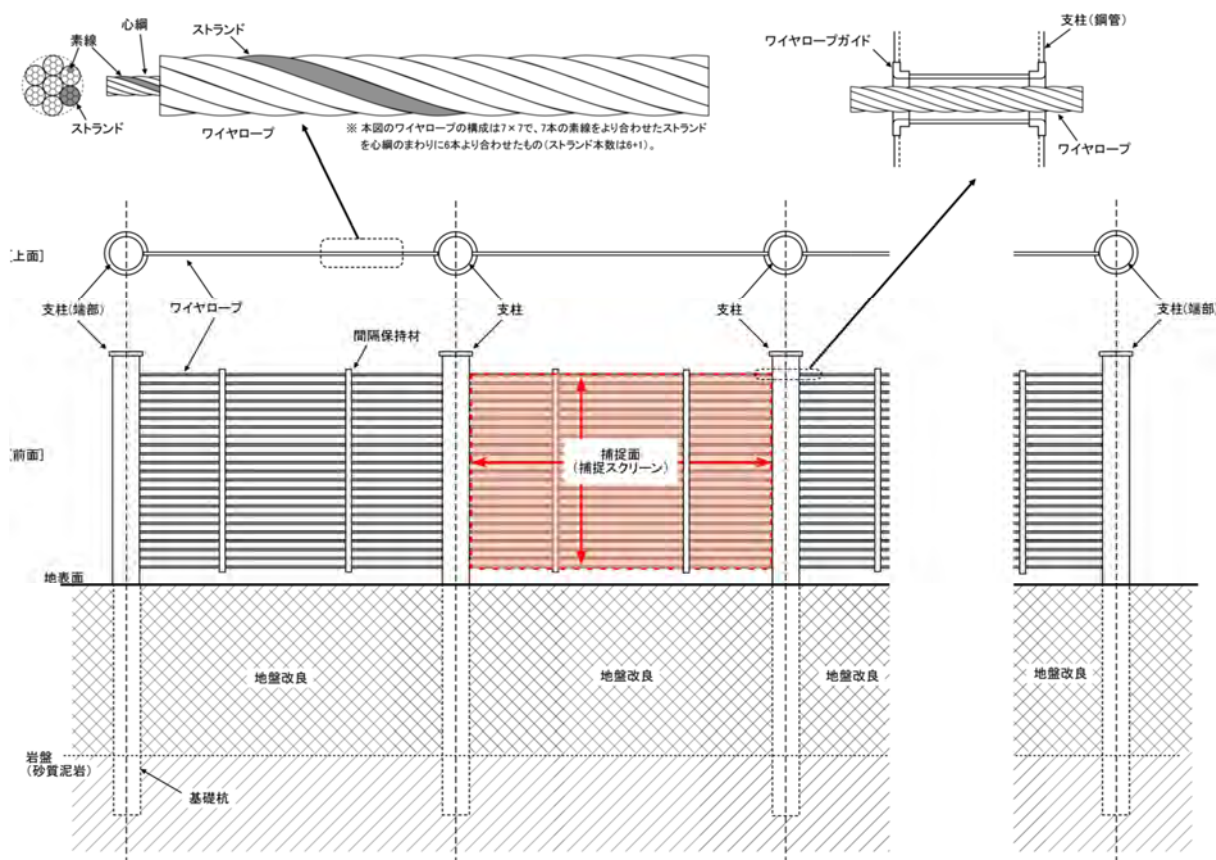 心綱
素線
ストランド
ストランド
ワイヤロープ
※ 本図のワイヤロープの構成は7×7で、7本の素線をより合わせたストランド
を心綱のまわりに6本より合わせたもの(ストランド本数は6+1)。
支柱(鋼管)
ワイヤロープガイド
ワイヤロープ
[上面]
支柱(端部)
ワイヤロープ
支柱
支柱
支柱(端部)
間隔保持材
[前面]
捕捉面
(捕捉スクリーン)
地表面
地盤改良
地盤改良
地盤改良
地盤改良
岩盤
(砂質泥岩)
基礎杭